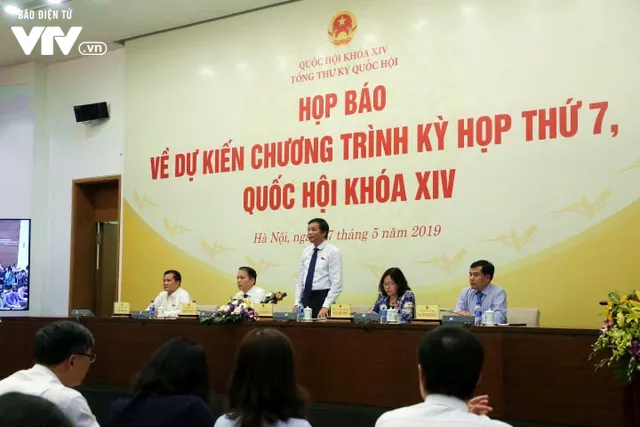 BÁO ĐIỆN TỬ
VTV.vn
QUỐC HỘI KHÓA XIV
TỔNG THƯ KÝ QUỐC HỘI
HỌP BÁO
VỀ DỰ KIẾN CHƯƠNG TRÌNH KỲ HỌP THỨ 7,
QUỐC HỘI KHÓA XIV
Hà Nội, 7 tháng 5 năm 2019